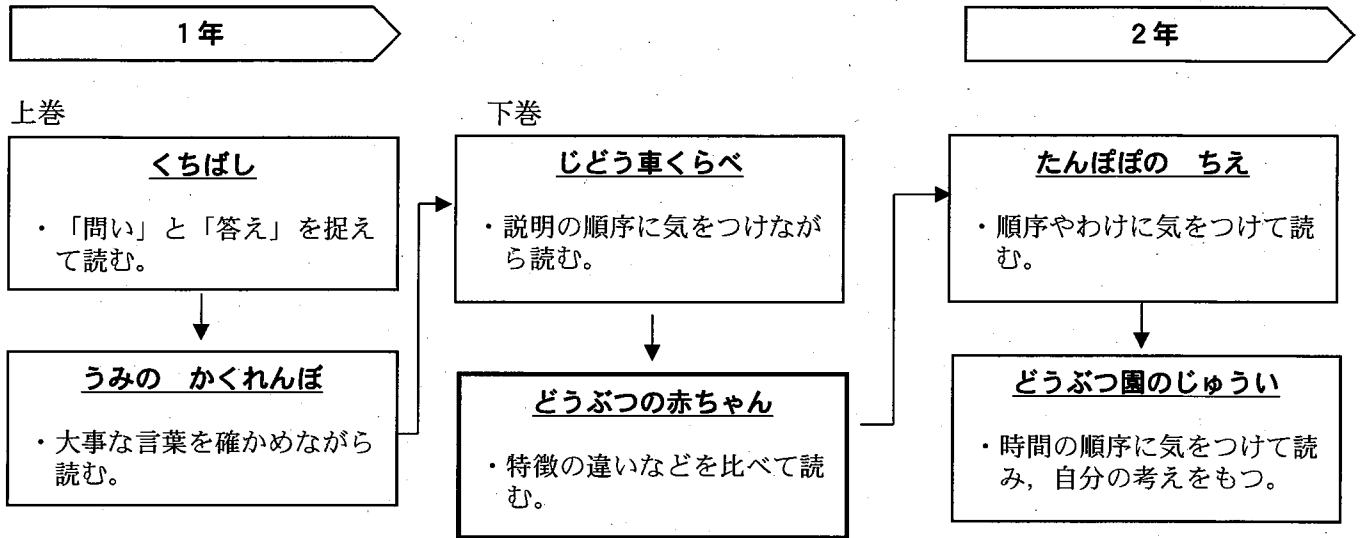 1年
2年
上巻
下巻
くちばし
・「問い」と「答え」を捉え
て読む。
うみの　かくれんぼ
・大事な言葉を確かめながら
読む。
じどう車くらべ
・説明の順序に気をつけなが
ら読む。
どうぶつの赤ちゃん
・特徴の違いなどを比べて読
む。
たんぽぽの　ちえ
・順序やわけに気をつけて読
む。
どうぶつ園のじゅうい
・時間の順序に気をつけて読
み，自分の考えをもつ。